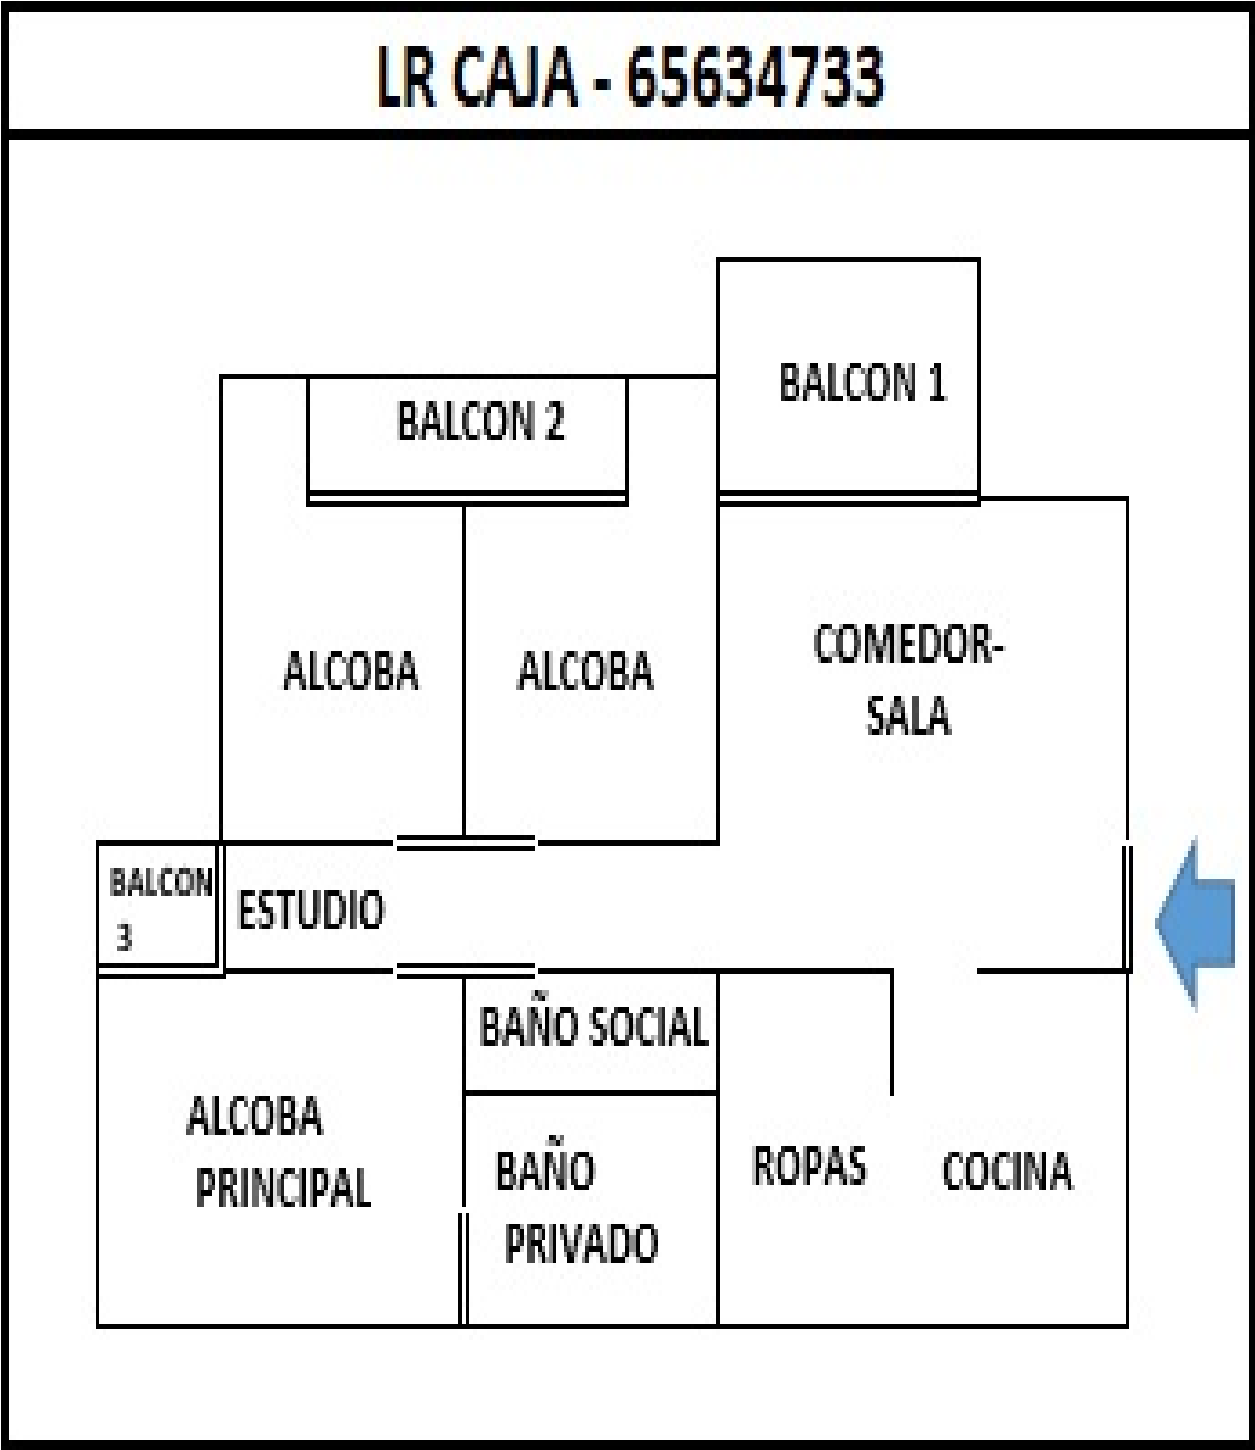 LR CAJA - 65634733
BALCON 1
BALCON 2
COMEDOR-
SALA
ALCOBA
ALCOBA
BALCON
3
ESTUDIO
BAÑO SOCIAL
ALCOBA
PRINCIPAL
BAÑO
PRIVADO
ROPAS
COCINA